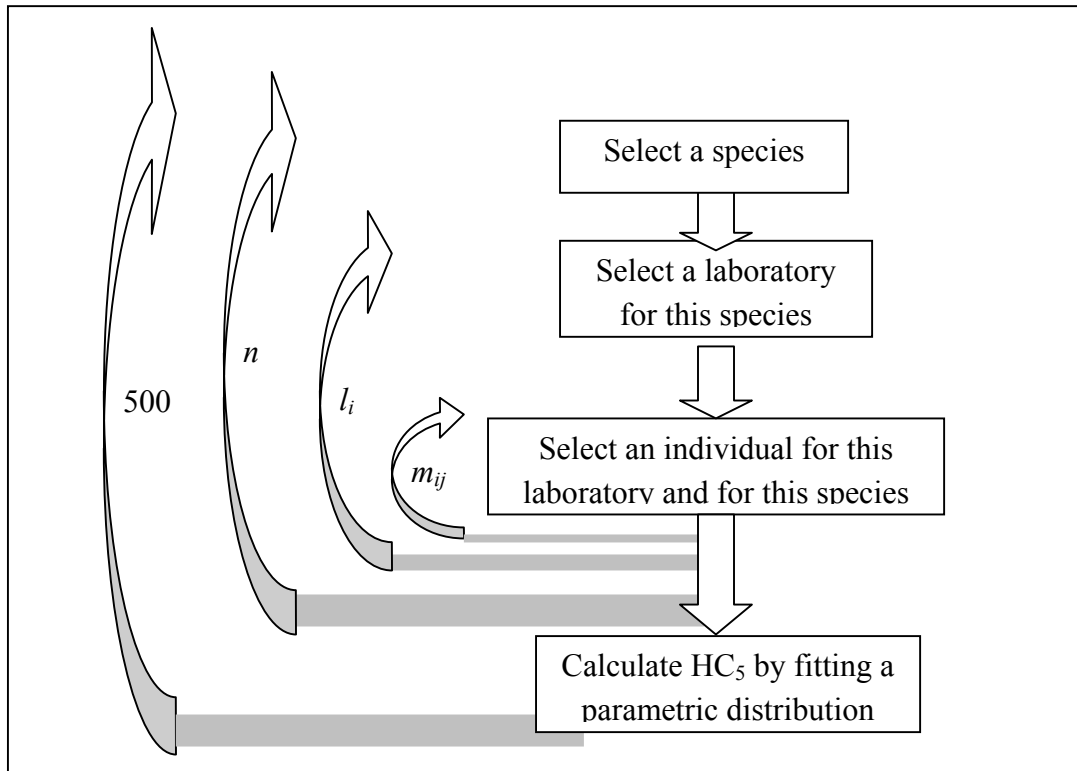 Select a species
Select a laboratory
for this species
n
500
l_i
Select an individual for this
m_ij
laboratory and for this species
Calculate HC₅ by fitting a
parametric distribution